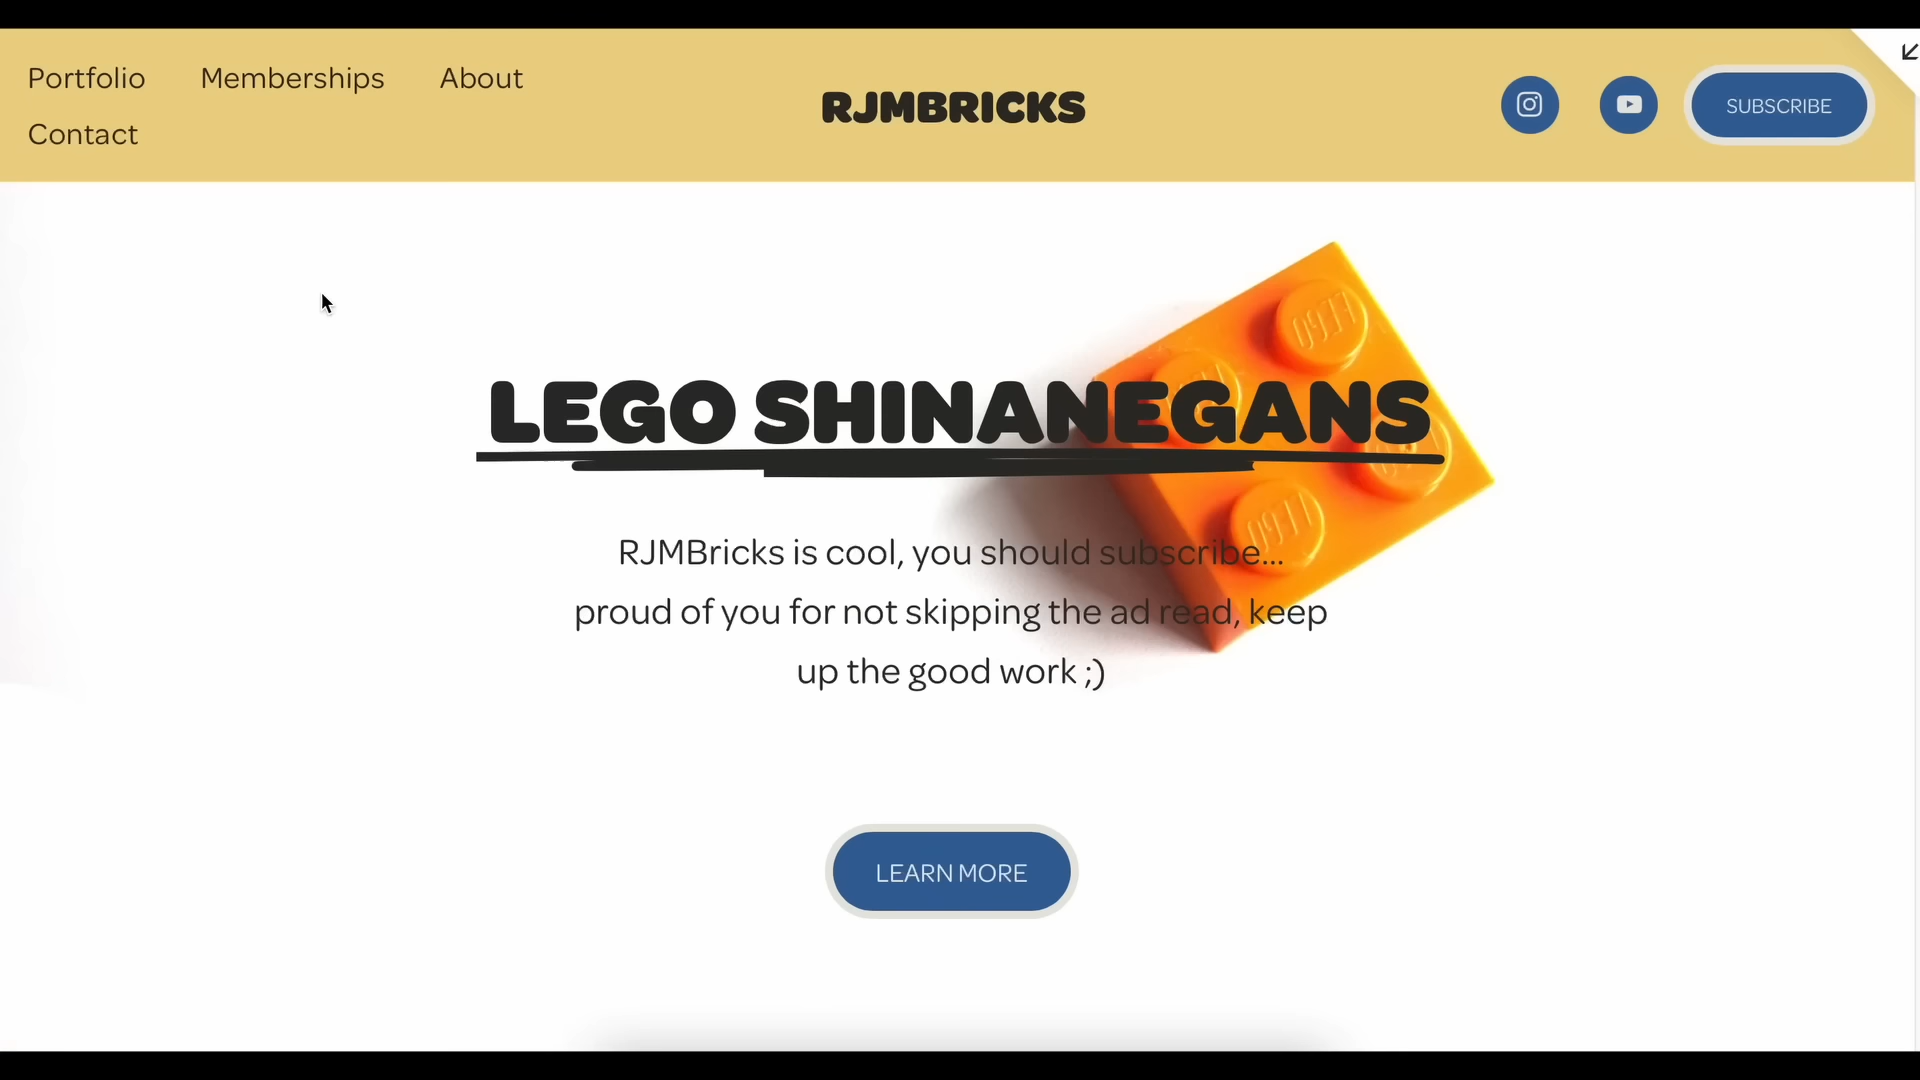 Portfolio Memberships About
Contact
RJMBRICKS
SUBSCRIBE
LEGO SHINANEGANS
RJMBricks is cool, you should subscribe...
proud of you for not skipping the ad read, keep
up the good work ;)
LEARN MORE